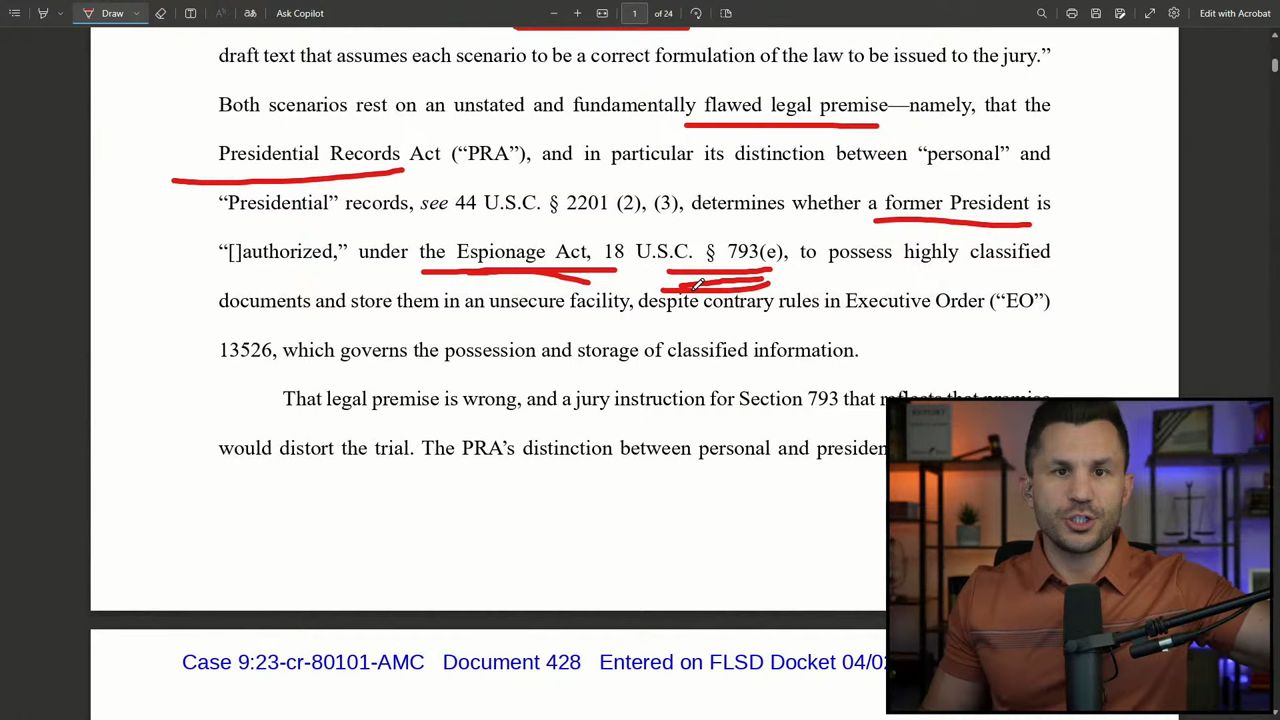 Draw
Ask Copilot
1 of 24
Edit with Acrobat
draft text that assumes each scenario to be a correct formulation of the law to be issued to the jury.”
Both scenarios rest on an unstated and fundamentally flawed legal premise—namely, that the
Presidential Records Act (“PRA”), and in particular its distinction between “personal” and
“Presidential” records, see 44 U.S.C. § 2201 (2), (3), determines whether a former President is
“[]authorized,” under the Espionage Act, 18 U.S.C. § 793(e), to possess highly classified
documents and store them in an unsecure facility, despite contrary rules in Executive Order (“EO”)
13526, which governs the possession and storage of classified information.
That legal premise is wrong, and a jury instruction for Section 793 that reflects that premise
would distort the trial. The PRA’s distinction between personal and
Case 9:23-cr-80101-AMC Document 428 Entered on FLSD Docket